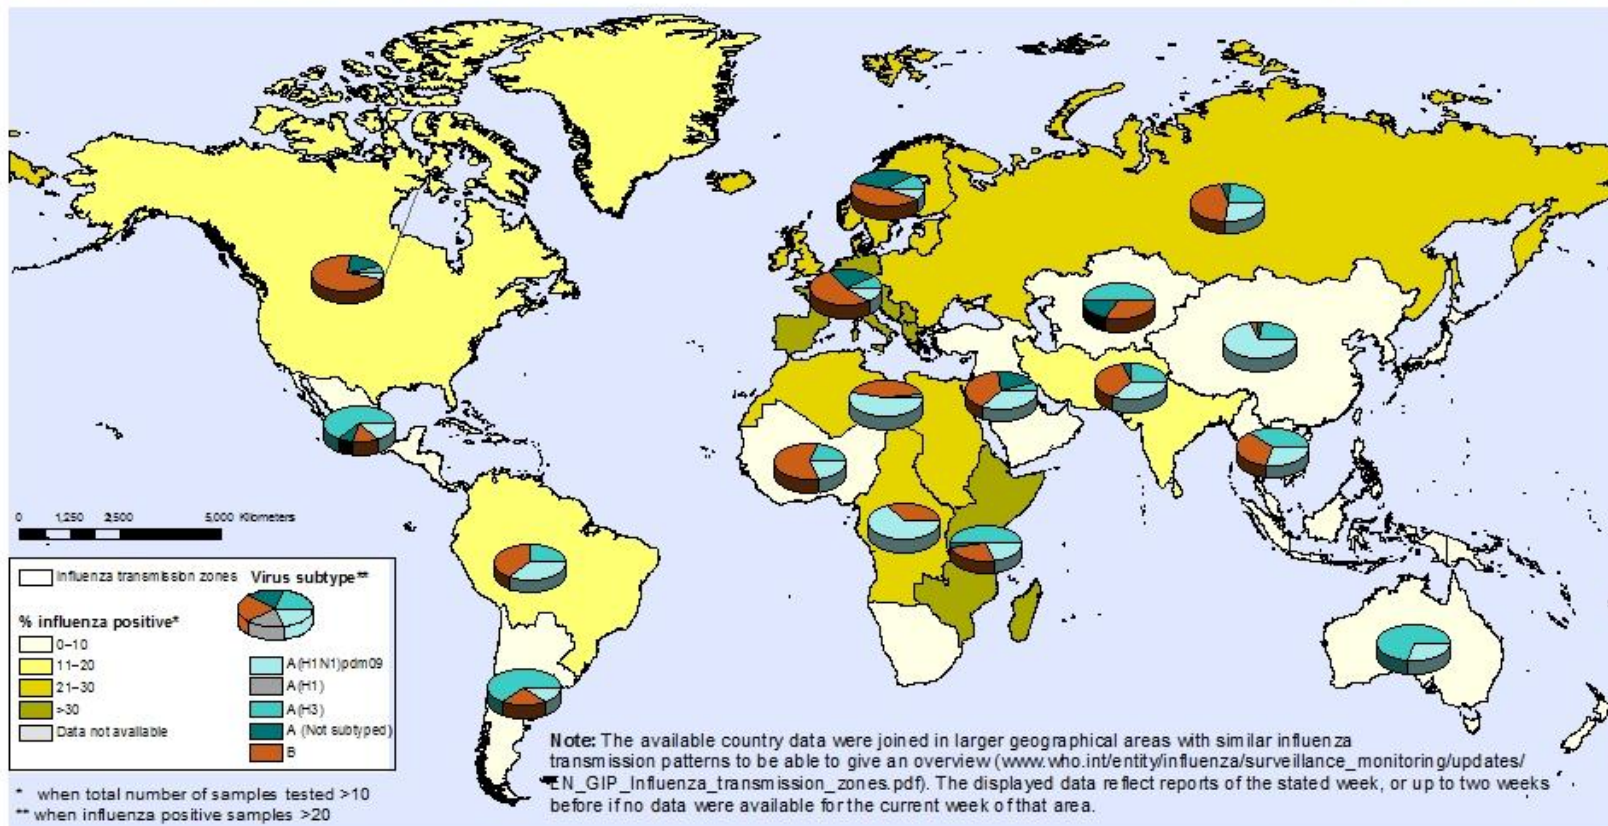 0 1,250 2,500 5,000 Kilometers
Influenza transmission zones
Virus subtype**
% influenza positive*
0–10
11–20
21–30
>30
Data not available
A(H1N1)pdm09
A(H1)
A(H3)
A (Not subtyped)
B
* when total number of samples tested >10
** when influenza positive samples >20
Note: The available country data were joined in larger geographical areas with similar influenza
transmission patterns to be able to give an overview (www.who.int/entity/influenza/surveillance_monitoring/updates/
EN_GIP_Influenza_transmission_zones.pdf). The displayed data reflect reports of the stated week, or up to two weeks
before if no data were available for the current week of that area.